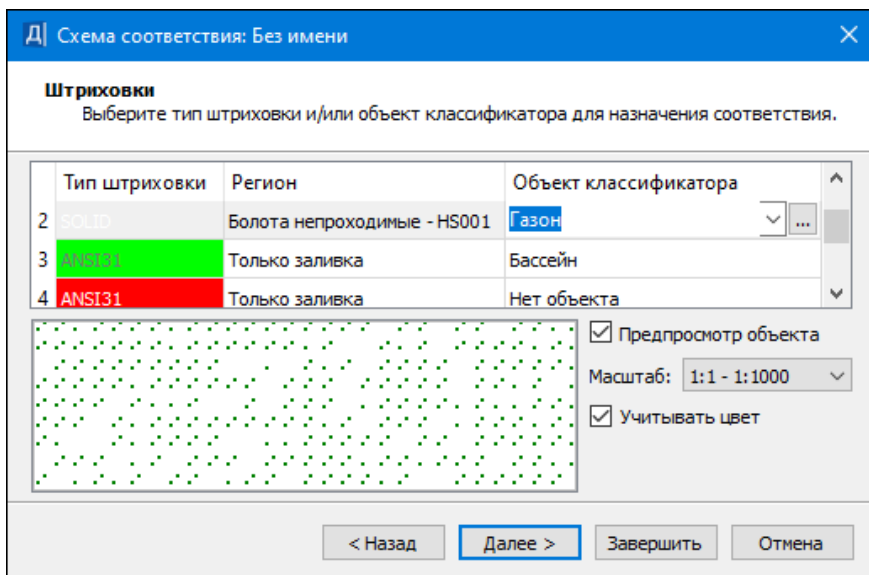 Д Схема соответствия: Без имени
Штриховки
Выберите тип штриховки и/или объект классификатора для назначения соответствия.
Тип штриховки Регион Объект классификатора
2 SOLID Болота непроходимые - HS001 Газон ...
3 ANSI31 Только заливка Бассейн
4 ANSI31 Только заливка Нет объекта
Предпросмотр объекта
Масштаб: 1:1 - 1:1000
Учитывать цвет
< Назад Далее > Завершить Отмена